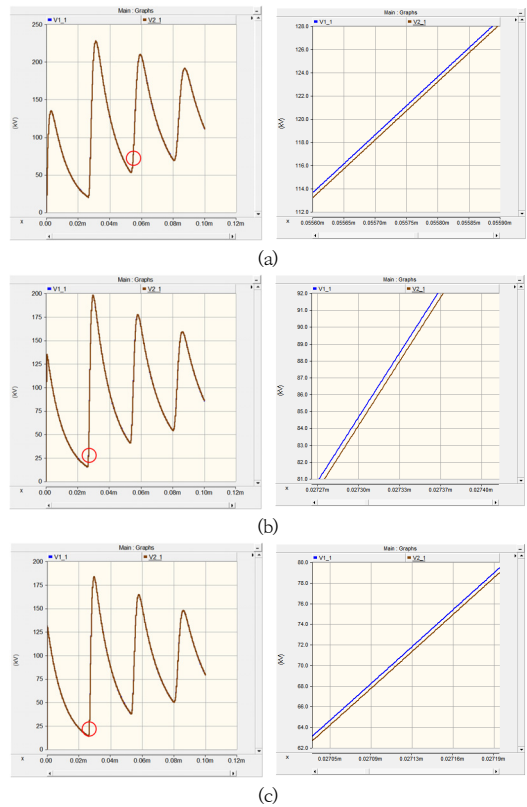 Main : Graphs
V1_1 V2_1
250
200
150
100
50
0
(kV)
x 0.00 0.02m 0.04m 0.06m 0.08m 0.10m 0.12m
Main : Graphs
V1_1 V2_1
128.0
126.0
124.0
122.0
120.0
118.0
116.0
114.0
112.0
(kV)
x 0.05560m 0.05565m 0.05570m 0.05575m 0.05580m 0.05585m 0.05590m
(a)
Main : Graphs
V1_1 V2_1
200
175
150
125
100
75
50
25
0
(kV)
x 0.00 0.02m 0.04m 0.06m 0.08m 0.10m 0.12m
Main : Graphs
V1_1 V2_1
92.0
91.0
90.0
89.0
88.0
87.0
86.0
85.0
84.0
83.0
82.0
81.0
(kV)
x 0.02727m 0.02730m 0.02733m 0.02737m 0.02740m
(b)
Main : Graphs
V1_1 V2_1
200
175
150
125
100
75
50
25
0
(kV)
x 0.00 0.02m 0.04m 0.06m 0.08m 0.10m 0.12m
Main : Graphs
V1_1 V2_1
80.0
78.0
76.0
74.0
72.0
70.0
68.0
66.0
64.0
62.0
(kV)
x 0.02705m 0.02709m 0.02712m 0.02716m 0.02719m
(c)